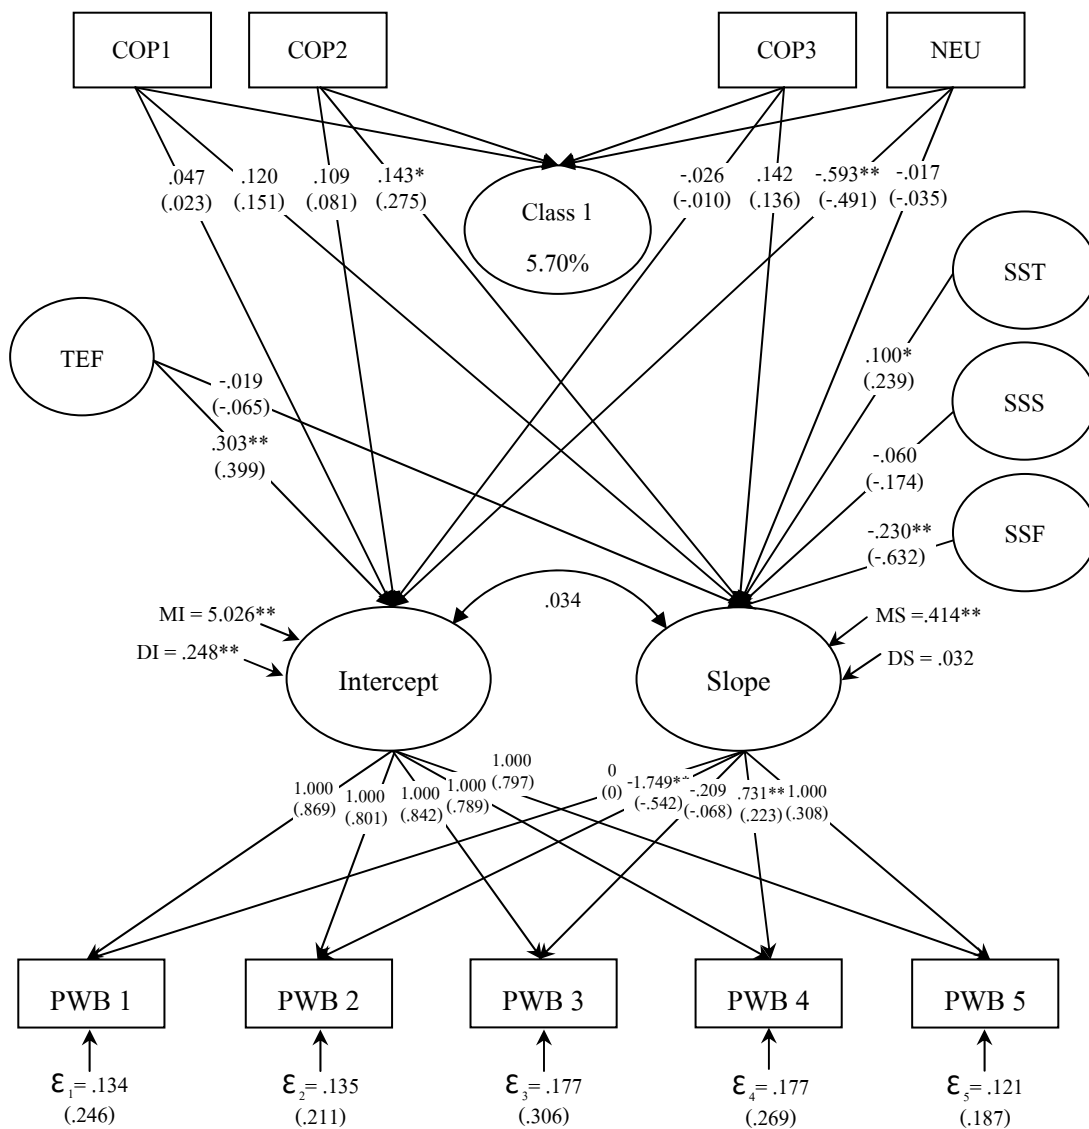 COP1
COP2
COP3
NEU
.047
(.023)
.120
(.151)
.109
(.081)
.143*
(.275)
-.026
(-.010)
.142
(.136)
-.593**
(-.491)
-.017
(-.035)
Class 1
5.70%
SST
TEF
-.019
(-.065)
.303**
(.399)
.100*
(.239)
SSS
-.060
(-.174)
SSF
-.230**
(-.632)
MI = 5.026**
DI = .248**
.034
MS =.414**
DS = .032
Intercept
Slope
1.000
(.869)
1.000
(.801)
1.000
(.842)
1.000
(.789)
1.000
(.797)
0
(0)
-1.749**
(-.542)
-.209
(-.068)
.731**
(.223)
1.000
(.308)
PWB 1
PWB 2
PWB 3
PWB 4
PWB 5
ε1= .134
(.246)
ε2= .135
(.211)
ε3= .177
(.306)
ε4= .177
(.269)
ε5= .121
(.187)